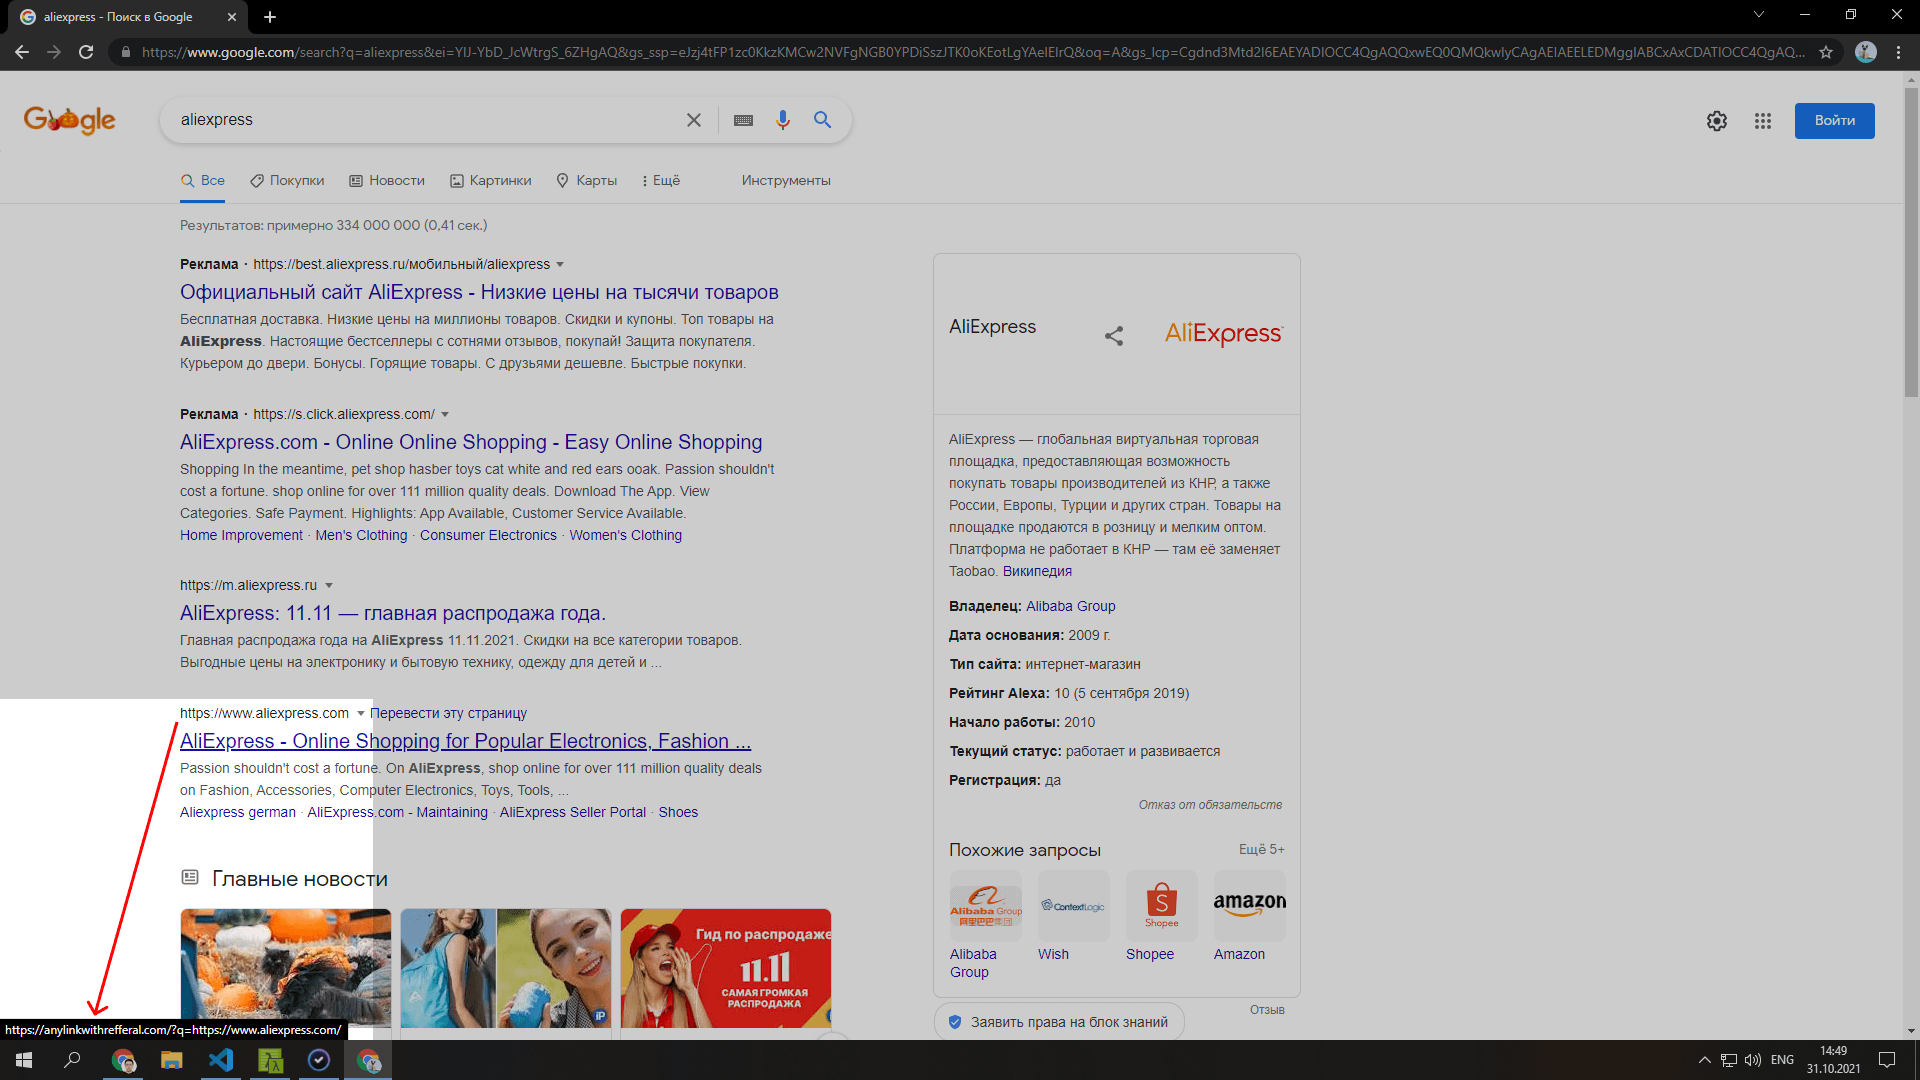 aliexpress - Поиск в Google
https://www.google.com/search?q=aliexpress&ei=YlJ-YbD_JcWtrgS_6ZHgAQ&gs_ssp=eJzj4tFP1zc0KkzKMCw2NVFgNGB0YPDiSszJTK0oKEotLgYAeIEIrQ&oq=A&gs_lcp=Cgdnd3Mtd2l6EAEYADIOCC4QgAQQxwEQ0QMQkwIyCAgAEIAEELEDMggIABCxAxCDATIOCC4QgAQ...
Google
aliexpress
Войти
Все Покупки Новости Картинки Карты Ещё Инструменты
Результатов: примерно 334 000 000 (0,41 сек.)
Реклама · https://best.aliexpress.ru/мобильный/aliexpress
Официальный сайт AliExpress - Низкие цены на тысячи товаров
Бесплатная доставка. Низкие цены на миллионы товаров. Скидки и купоны. Топ товары на
AliExpress. Настоящие бестселлеры с сотнями отзывов, покупай! Защита покупателя.
Курьером до двери. Бонусы. Горящие товары. С друзьями дешевле. Быстрые покупки.
Реклама · https://s.click.aliexpress.com/
AliExpress.com - Online Online Shopping - Easy Online Shopping
Shopping In the meantime, pet shop hasber toys cat white and red ears ooak. Passion shouldn't
cost a fortune. shop online for over 111 million quality deals. Download The App. View
Categories. Safe Payment. Highlights: App Available, Customer Service Available.
Home Improvement · Men's Clothing · Consumer Electronics · Women's Clothing
https://m.aliexpress.ru
AliExpress: 11.11 — главная распродажа года.
Главная распродажа года на AliExpress 11.11.2021. Скидки на все категории товаров.
Выгодные цены на электронику и бытовую технику, одежду для детей и ...
https://www.aliexpress.com Перевести эту страницу
AliExpress - Online Shopping for Popular Electronics, Fashion ...
Passion shouldn't cost a fortune. On AliExpress, shop online for over 111 million quality deals
on Fashion, Accessories, Computer Electronics, Toys, Tools, ...
Aliexpress german · AliExpress.com - Maintaining · AliExpress Seller Portal · Shoes
Главные новости
Гид по распродаже
11.11
САМАЯ ГРОМКАЯ
РАСПРОДАЖА
iP
https://anylinkwithrefferal.com/?q=https://www.aliexpress.com/
AliExpress
AliExpress
AliExpress — глобальная виртуальная торговая
площадка, предоставляющая возможность
покупать товары производителей из КНР, а также
России, Европы, Турции и других стран. Товары на
площадке продаются в розницу и мелким оптом.
Платформа не работает в КНР — там её заменяет
Taobao. Википедия
Владелец: Alibaba Group
Дата основания: 2009 г.
Тип сайта: интернет-магазин
Рейтинг Alexa: 10 (5 сентября 2019)
Начало работы: 2010
Текущий статус: работает и развивается
Регистрация: да
Отказ от обязательств
Похожие запросы Ещё 5+
Alibaba Group
阿里巴巴集团
ContextLogic
Shopee
amazon
Alibaba
Group
Wish
Shopee
Amazon
Отзыв
Заявить права на блок знаний
ENG
14:49
31.10.2021